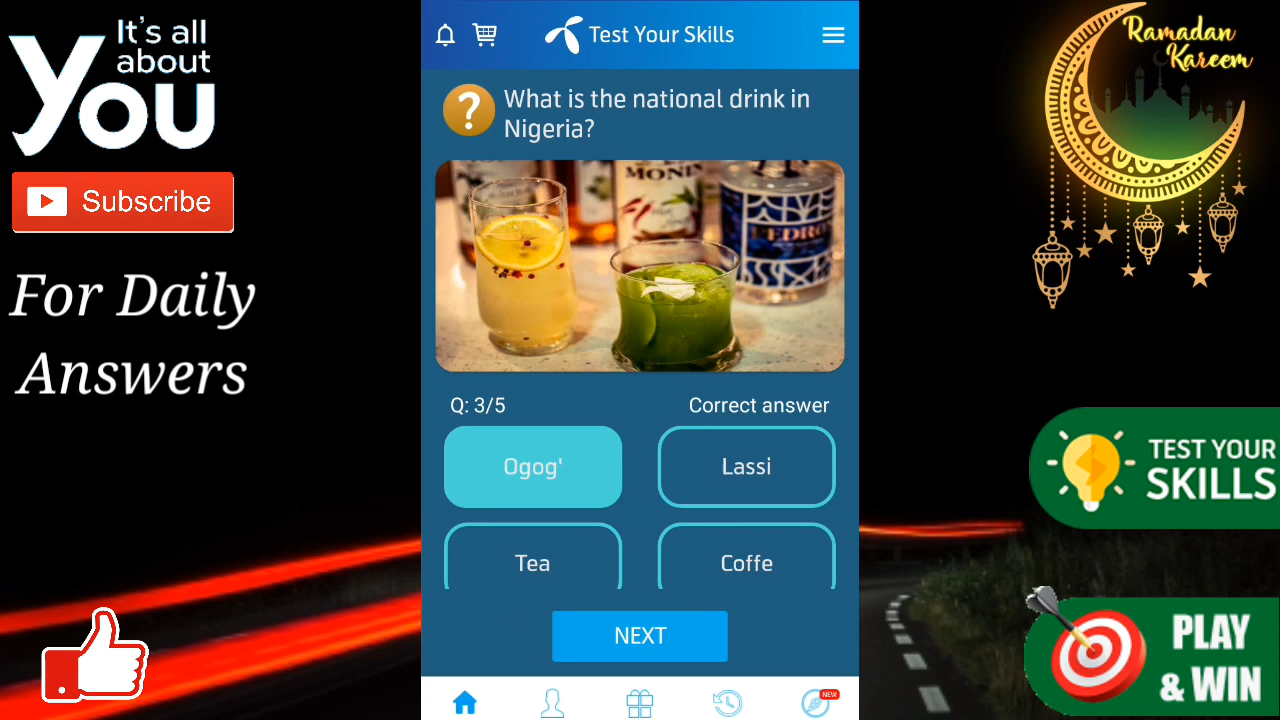 It's all
about
You
Subscribe
For Daily
Answers
Test Your Skills
What is the national drink in
Nigeria?
MONIN
Q: 3/5
Correct answer
Ogog'
Lassi
Tea
Coffe
NEXT
NEW
Ramadan
Kareem
TEST YOUR
SKILLS
PLAY
& WIN